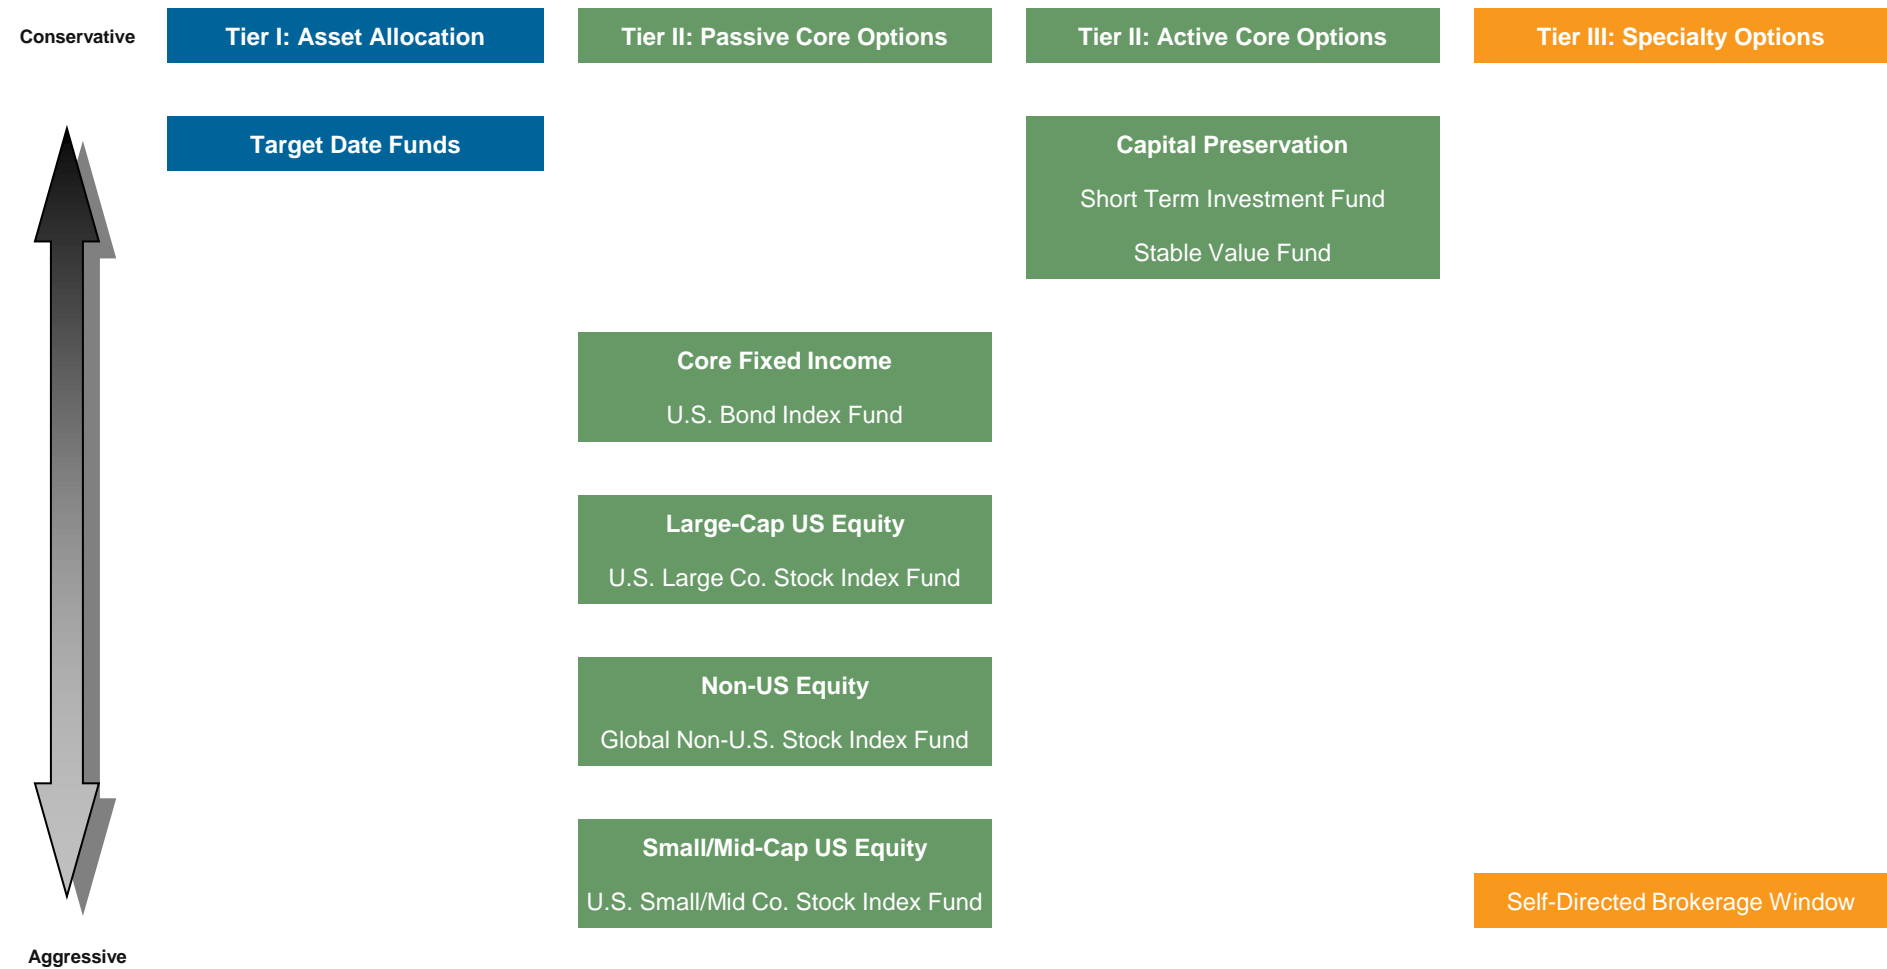 Conservative
Tier I: Asset Allocation
Tier II: Passive Core Options
Tier II: Active Core Options
Tier III: Specialty Options
Target Date Funds
Capital Preservation
Short Term Investment Fund
Stable Value Fund
Core Fixed Income
U.S. Bond Index Fund
Large-Cap US Equity
U.S. Large Co. Stock Index Fund
Non-US Equity
Global Non-U.S. Stock Index Fund
Small/Mid-Cap US Equity
U.S. Small/Mid Co. Stock Index Fund
Self-Directed Brokerage Window
Aggressive